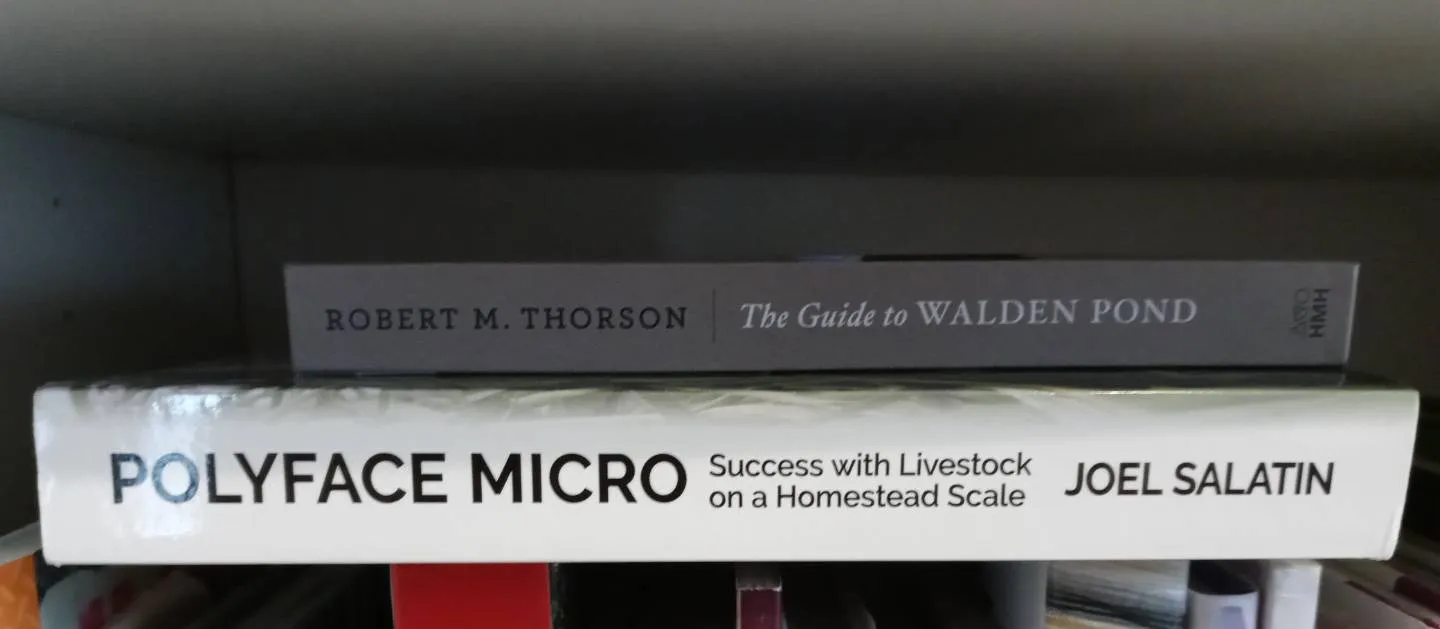 ROBERT M. THORSON
The Guide to WALDEN POND
HMH
POLYFACE MICRO
Success with Livestock
on a Homestead Scale
JOEL SALATIN